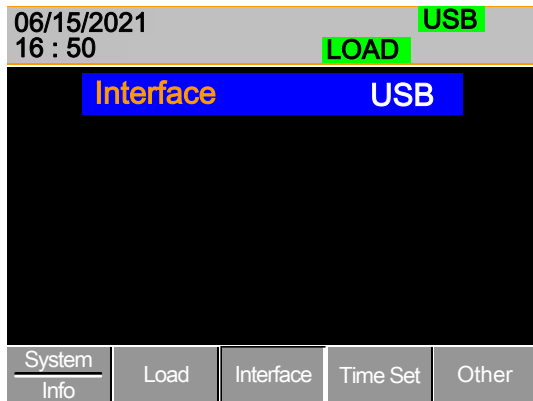 06/15/2021 USB
16 : 50 LOAD
Interface USB
System
Info
Load
Interface
Time Set
Other